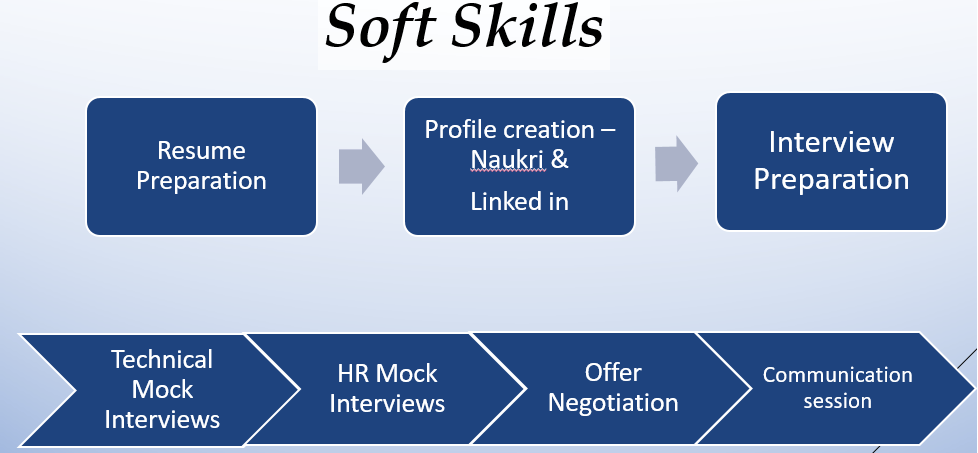 Soft Skills
Resume
Preparation
Profile creation –
Naukri &
Linked in
Interview
Preparation
Technical
Mock
Interviews
HR Mock
Interviews
Offer
Negotiation
Communication
session